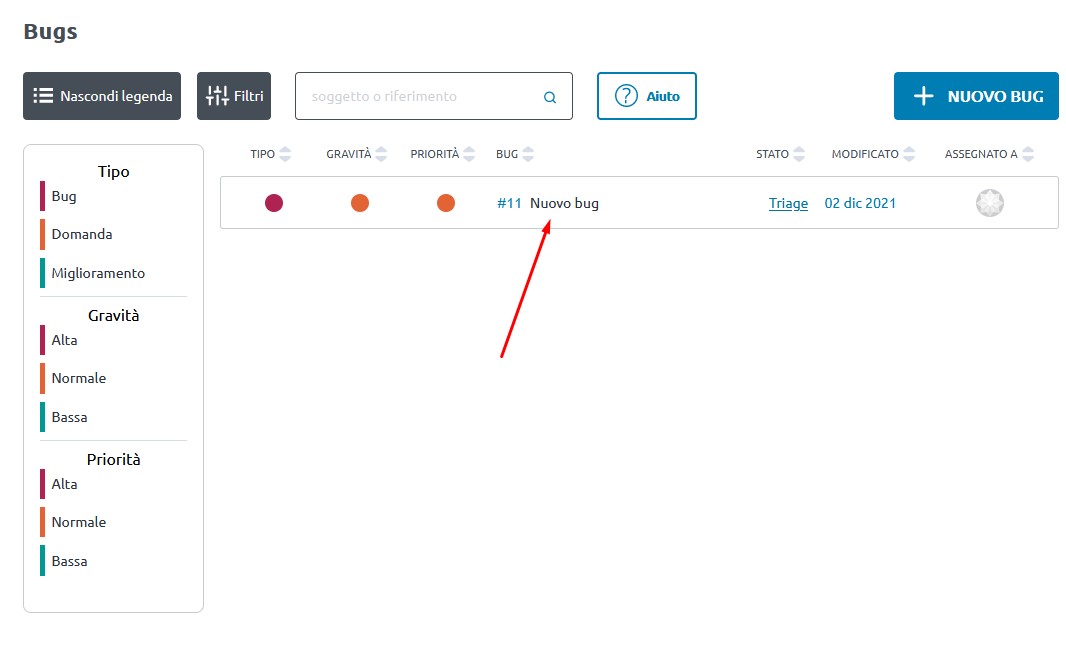 Bugs
Nascondi legenda
Filtri
soggetto o riferimento
? Aiuto
+ NUOVO BUG
TIPO GRAVITÀ PRIORITÀ BUG STATO MODIFICATO ASSEGNATO A
#11 Nuovo bug Triage 02 dic 2021
Tipo
Bug
Domanda
Miglioramento
Gravità
Alta
Normale
Bassa
Priorità
Alta
Normale
Bassa